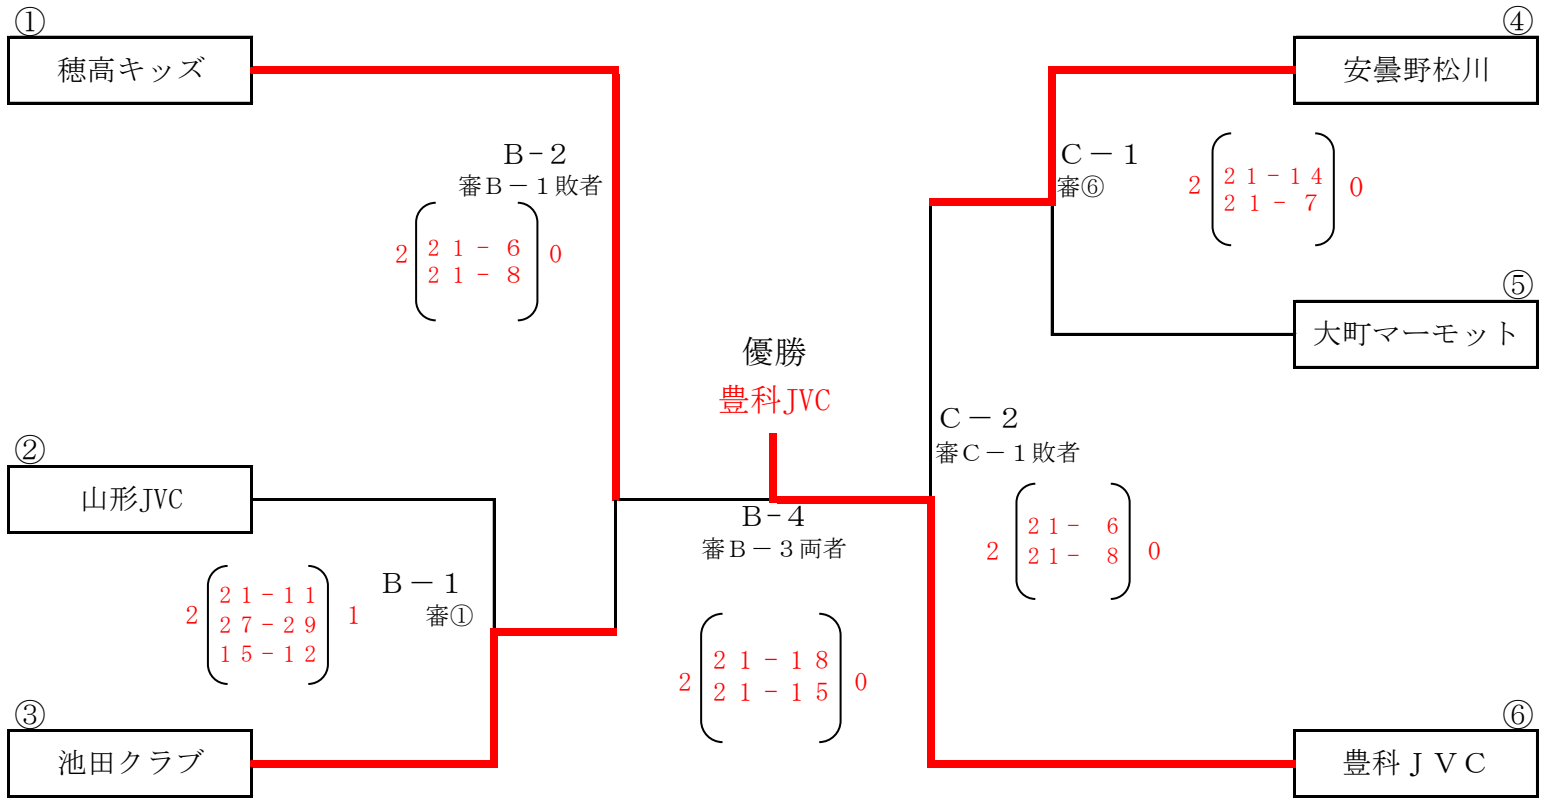 ①
穂高キッズ
B-2
審B－1敗者
2 21-6 0
21-8
②
山形JVC
B－1
審①
2 21-11 1
27-29
15-12
③
池田クラブ
優勝
豊科JVC
B-4
審B－3両者
2 21-18 0
21-15
④
安曇野松川
C－1
審⑥
2 21-14 0
21-7
⑤
大町マーモット
C－2
審C－1敗者
2 21- 6 0
21- 8
⑥
豊科ＪＶＣ